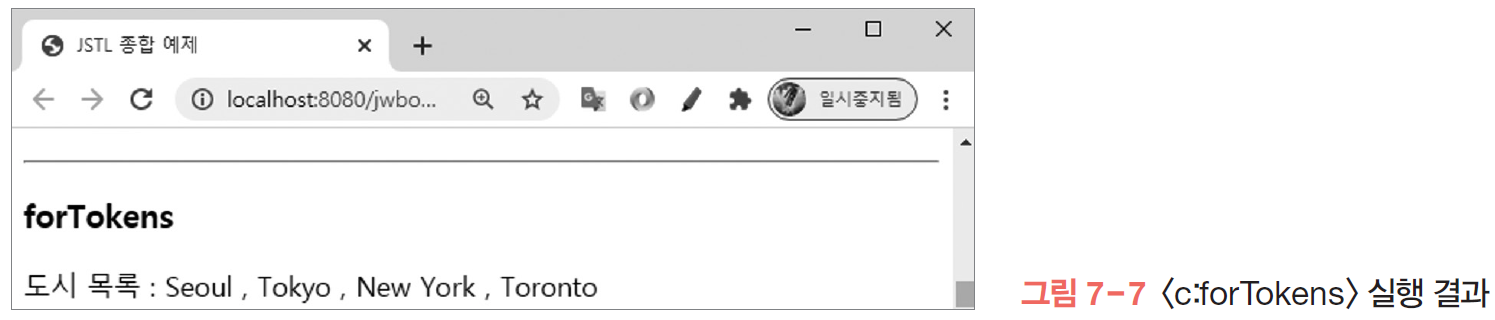 JSTL 종합 예제
localhost:8080/jwbo...
일시중지됨
forTokens
도시 목록 : Seoul , Tokyo , New York , Toronto
그림 7-7 〈c:forTokens〉 실행 결과